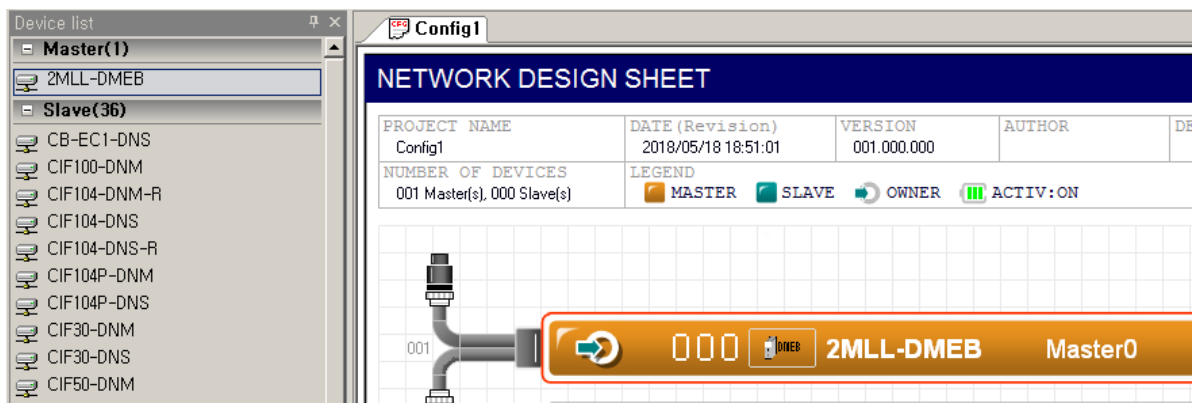 Device list
Master(1)
2MLL-DMEB
Slave(36)
CB-EC1-DNS
CIF100-DNM
CIF104-DNM-R
CIF104-DNS
CIF104-DNS-R
CIF104P-DNM
CIF104P-DNS
CIF30-DNM
CIF30-DNS
CIF50-DNM
CFG Config1
NETWORK DESIGN SHEET
PROJECT NAME DATE(Revision) VERSION AUTHOR DE
Config1 2018/05/18 18:51:01 001.000.000
NUMBER OF DEVICES LEGEND
001 Master(s), 000 Slave(s) MASTER SLAVE OWNER ACTIV:ON
001 000 DMEB 2MLL-DMEB Master0